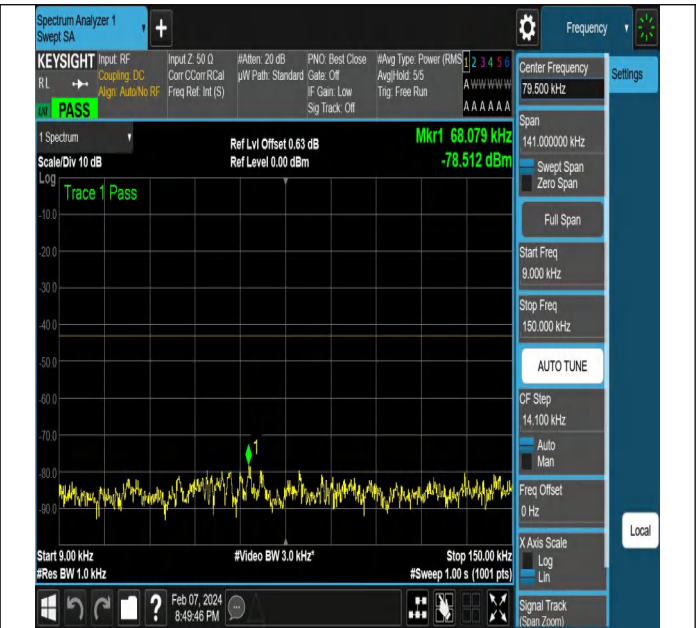 Spectrum Analyzer 1
Swept SA
+
Frequency
KEYSIGHT
Input: RF
Coupling: DC
Align: Auto/No RF
Input Z: 50 Ω
Corr CCorr RCal
Freq Ref: Int (S)
#Atten: 20 dB
µW Path: Standard
PNO: Best Close
Gate: Off
IF Gain: Low
Sig Track: Off
#Avg Type: Power (RMS)
Avg|Hold: 5/5
Trig: Free Run
1 2 3 4 5 6
A W W W W W
A A A A A A
RL
PASS
1 Spectrum
Scale/Div 10 dB
Ref Lvl Offset 0.63 dB
Ref Level 0.00 dBm
Mkr1 68.079 kHz
-78.512 dBm
Log
Trace 1 Pass
-10.0
-20.0
-30.0
-40.0
-50.0
-60.0
-70.0
-80.0
-90.0
1
Start 9.00 kHz
#Res BW 1.0 kHz
#Video BW 3.0 kHz*
Stop 150.00 kHz
#Sweep 1.00 s (1001 pts)
Feb 07, 2024
8:49:46 PM
?
Center Frequency
79.500 kHz
Settings
Span
141.000000 kHz
Swept Span
Zero Span
Full Span
Start Freq
9.000 kHz
Stop Freq
150.000 kHz
AUTO TUNE
CF Step
14.100 kHz
Auto
Man
Freq Offset
0 Hz
X Axis Scale
Log
Lin
Local
Signal Track
(Span Zoom)